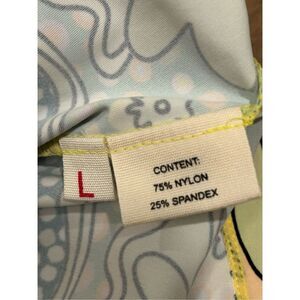 L
CONTENT:
75% NYLON
25% SPANDEX